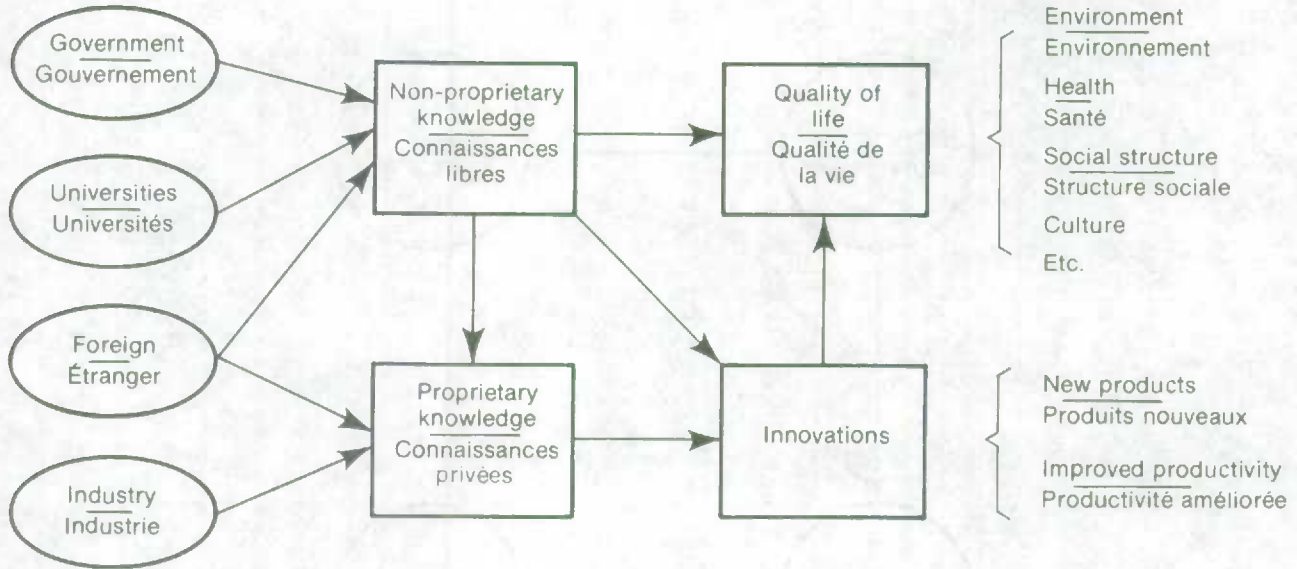 Government
Gouvernement
Universities
Universités
Foreign
Étranger
Industry
Industrie
Non-proprietary
knowledge
Connaissances
libres
Proprietary
knowledge
Connaissances
privées
Quality of
life
Qualité de
la vie
Innovations
Environment
Environnement
Health
Santé
Social structure
Structure sociale
Culture
Etc.
New products
Produits nouveaux
Improved productivity
Productivité améliorée